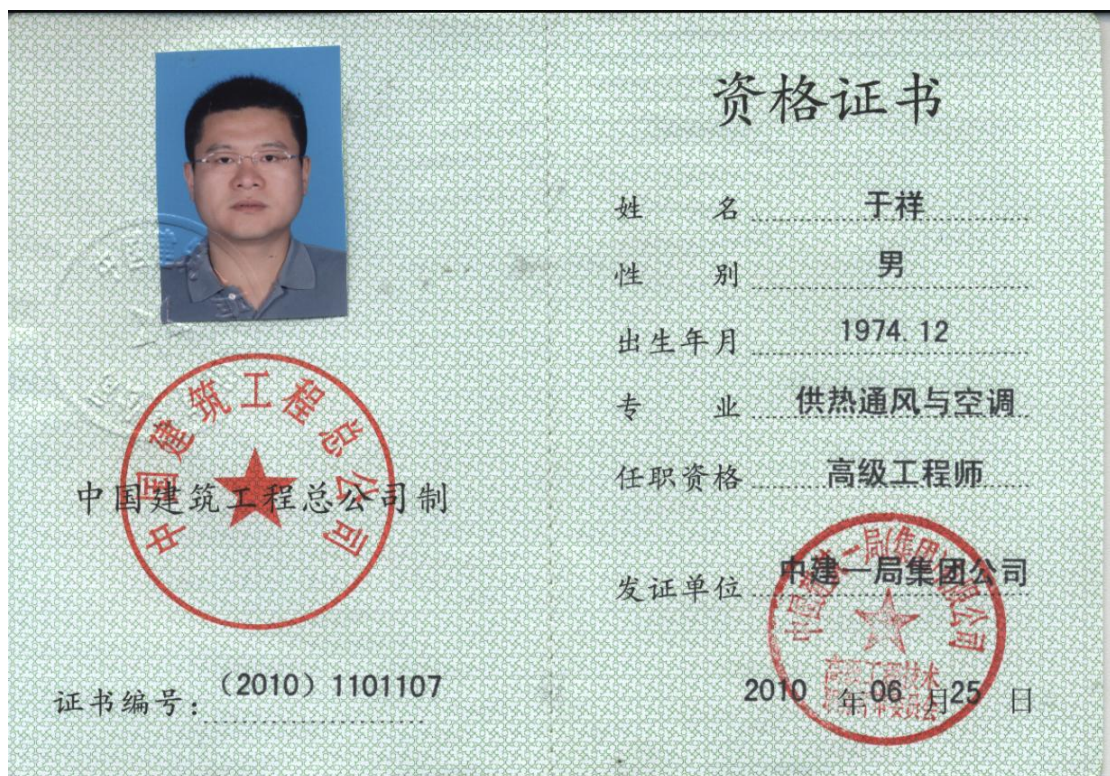 中国建筑工程总公司
中国建筑工程总公司制
证书编号：（2010）1101107
资格证书
姓 名 于祥
性 别 男
出生年月 1974.12
专 业 供热通风与空调
任职资格 高级工程师
发证单位 中建一局集团公司
2010 年 06 月 25 日